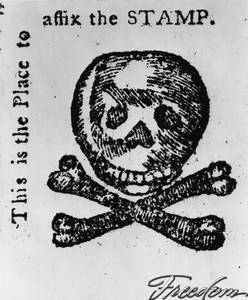 This is the Place to
affix the STAMP.
Freedom